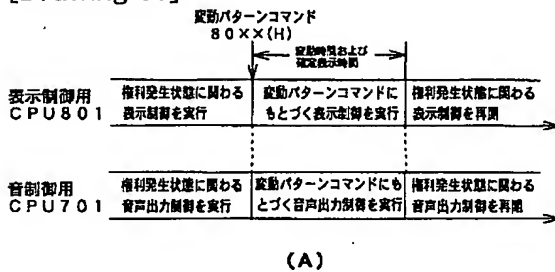 変動パターンコマンド
80××(H)
変動時間および
確定表示時間
表示制御用
CPU801
権利発生状態に関わる
表示制御を実行
変動パターンコマンドに
もとづく表示制御を実行
権利発生状態に関わる
表示制御を再開
音制御用
CPU701
権利発生状態に関わる
音声出力制御を実行
変動パターンコマンドにも
とづく音声出力制御を実行
権利発生状態に関わる
音声出力制御を再開
(A)